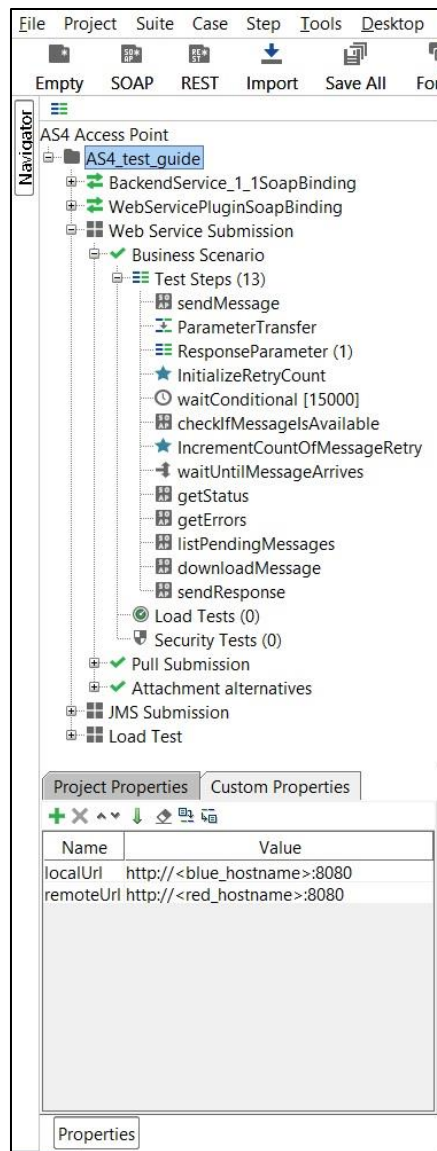 File Project Suite Case Step Tools Desktop
Empty SOAP REST Import Save All
Navigator
AS4 Access Point
AS4_test_guide
BackendService_1_1SoapBinding
WebServicePluginSoapBinding
Web Service Submission
Business Scenario
Test Steps (13)
sendMessage
ParameterTransfer
ResponseParameter (1)
InitializeRetryCount
waitConditional [15000]
checkIfMessageIsAvailable
IncrementCountOfMessageRetry
waitUntilMessageArrives
getStatus
getErrors
listPendingMessages
downloadMessage
sendResponse
Load Tests (0)
Security Tests (0)
Pull Submission
Attachment alternatives
JMS Submission
Load Test
Project Properties Custom Properties
Name Value
localUrl http://<blue_hostname>:8080
remoteUrl http://<red_hostname>:8080
Properties